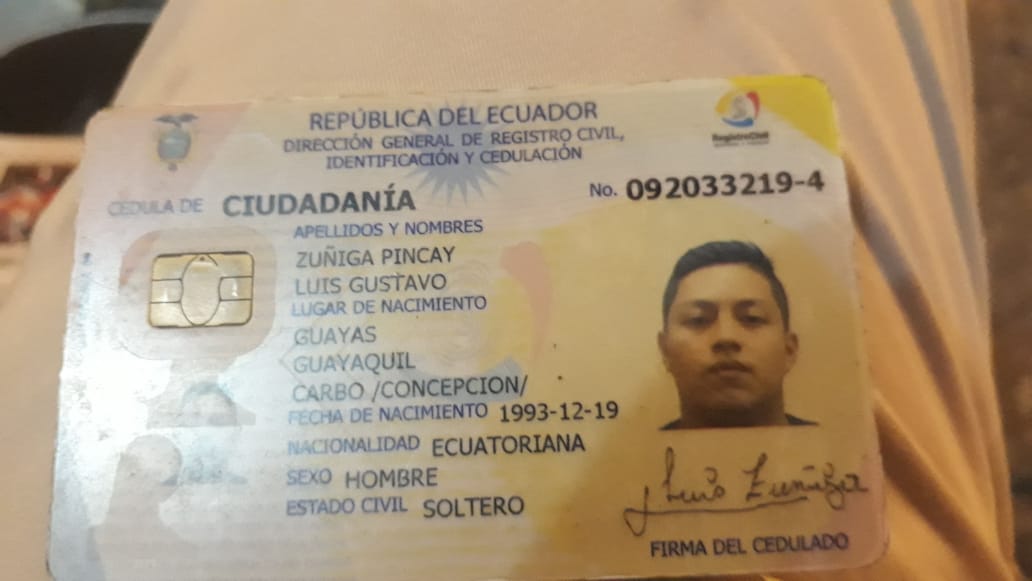 REPÚBLICA DEL ECUADOR
DIRECCIÓN GENERAL DE REGISTRO CIVIL,
IDENTIFICACIÓN Y CEDULACIÓN
RegistroCivil
CÉDULA DE CIUDADANÍA
No. 092033219-4
APELLIDOS Y NOMBRES
ZUÑIGA PINCAY
LUIS GUSTAVO
LUGAR DE NACIMIENTO
GUAYAS
GUAYAQUIL
CARBO /CONCEPCION/
FECHA DE NACIMIENTO 1993-12-19
NACIONALIDAD ECUATORIANA
SEXO HOMBRE
ESTADO CIVIL SOLTERO
Luis Zuñiga
FIRMA DEL CEDULADO